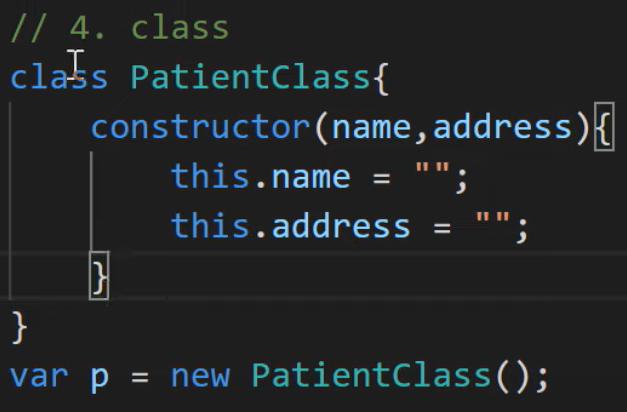 // 4. class
class PatientClass{
constructor(name,address){
this.name = "";
this.address = "";
}
}
var p = new PatientClass();